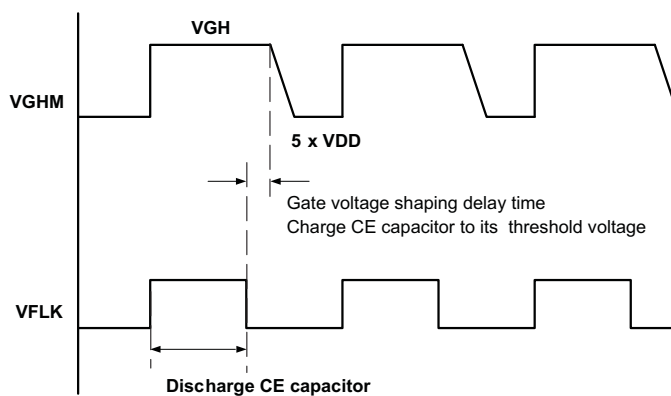 VGH
VGHM
5 x VDD
Gate voltage shaping delay time
Charge CE capacitor to its threshold voltage
VFLK
Discharge CE capacitor